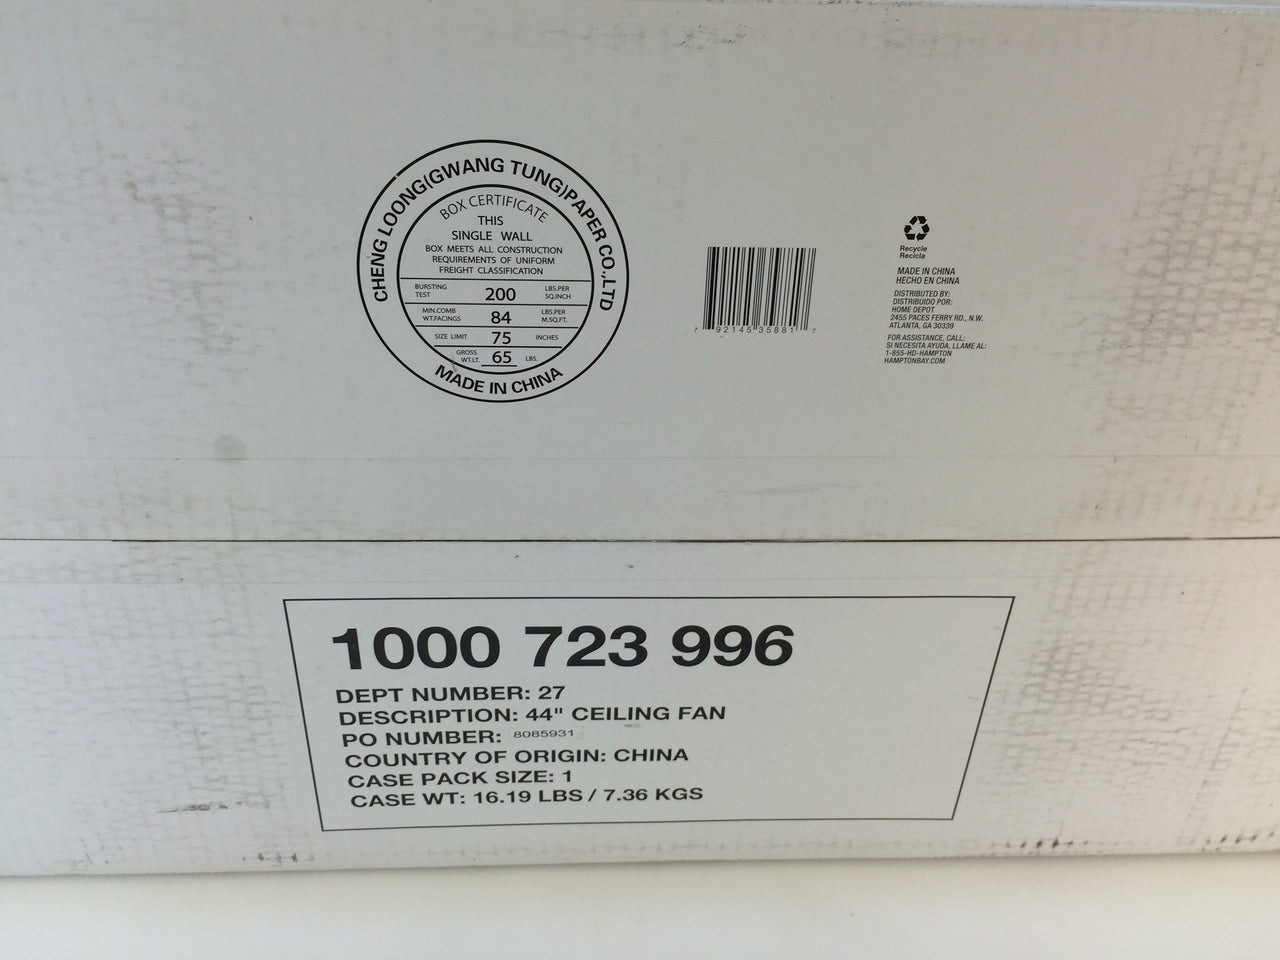 CHENG LOONG(GWANG TUNG)PAPER CO.,LTD
BOX CERTIFICATE
THIS
SINGLE WALL
BOX MEETS ALL CONSTRUCTION
REQUIREMENTS OF UNIFORM
FREIGHT CLASSIFICATION
BURSTING TEST 200 LBS.PER SQ.INCH
MIN.COMB WT.FACINGS 84 LBS.PER M.SQ.FT.
SIZE LIMIT 75 INCHES
GROSS WT.LT. 65 LBS.
MADE IN CHINA
7 92145 35881 7
Recycle
Recicla
MADE IN CHINA
HECHO EN CHINA
DISTRIBUTED BY:
DISTRIBUIDO POR:
HOME DEPOT
2455 PACES FERRY RD., N.W.
ATLANTA, GA 30339
FOR ASSISTANCE, CALL:
SI NECESITA AYUDA, LLAME AL:
1-855-HD-HAMPTON
HAMPTONBAY.COM
1000 723 996
DEPT NUMBER: 27
DESCRIPTION: 44" CEILING FAN
PO NUMBER: 8085931
COUNTRY OF ORIGIN: CHINA
CASE PACK SIZE: 1
CASE WT: 16.19 LBS / 7.36 KGS